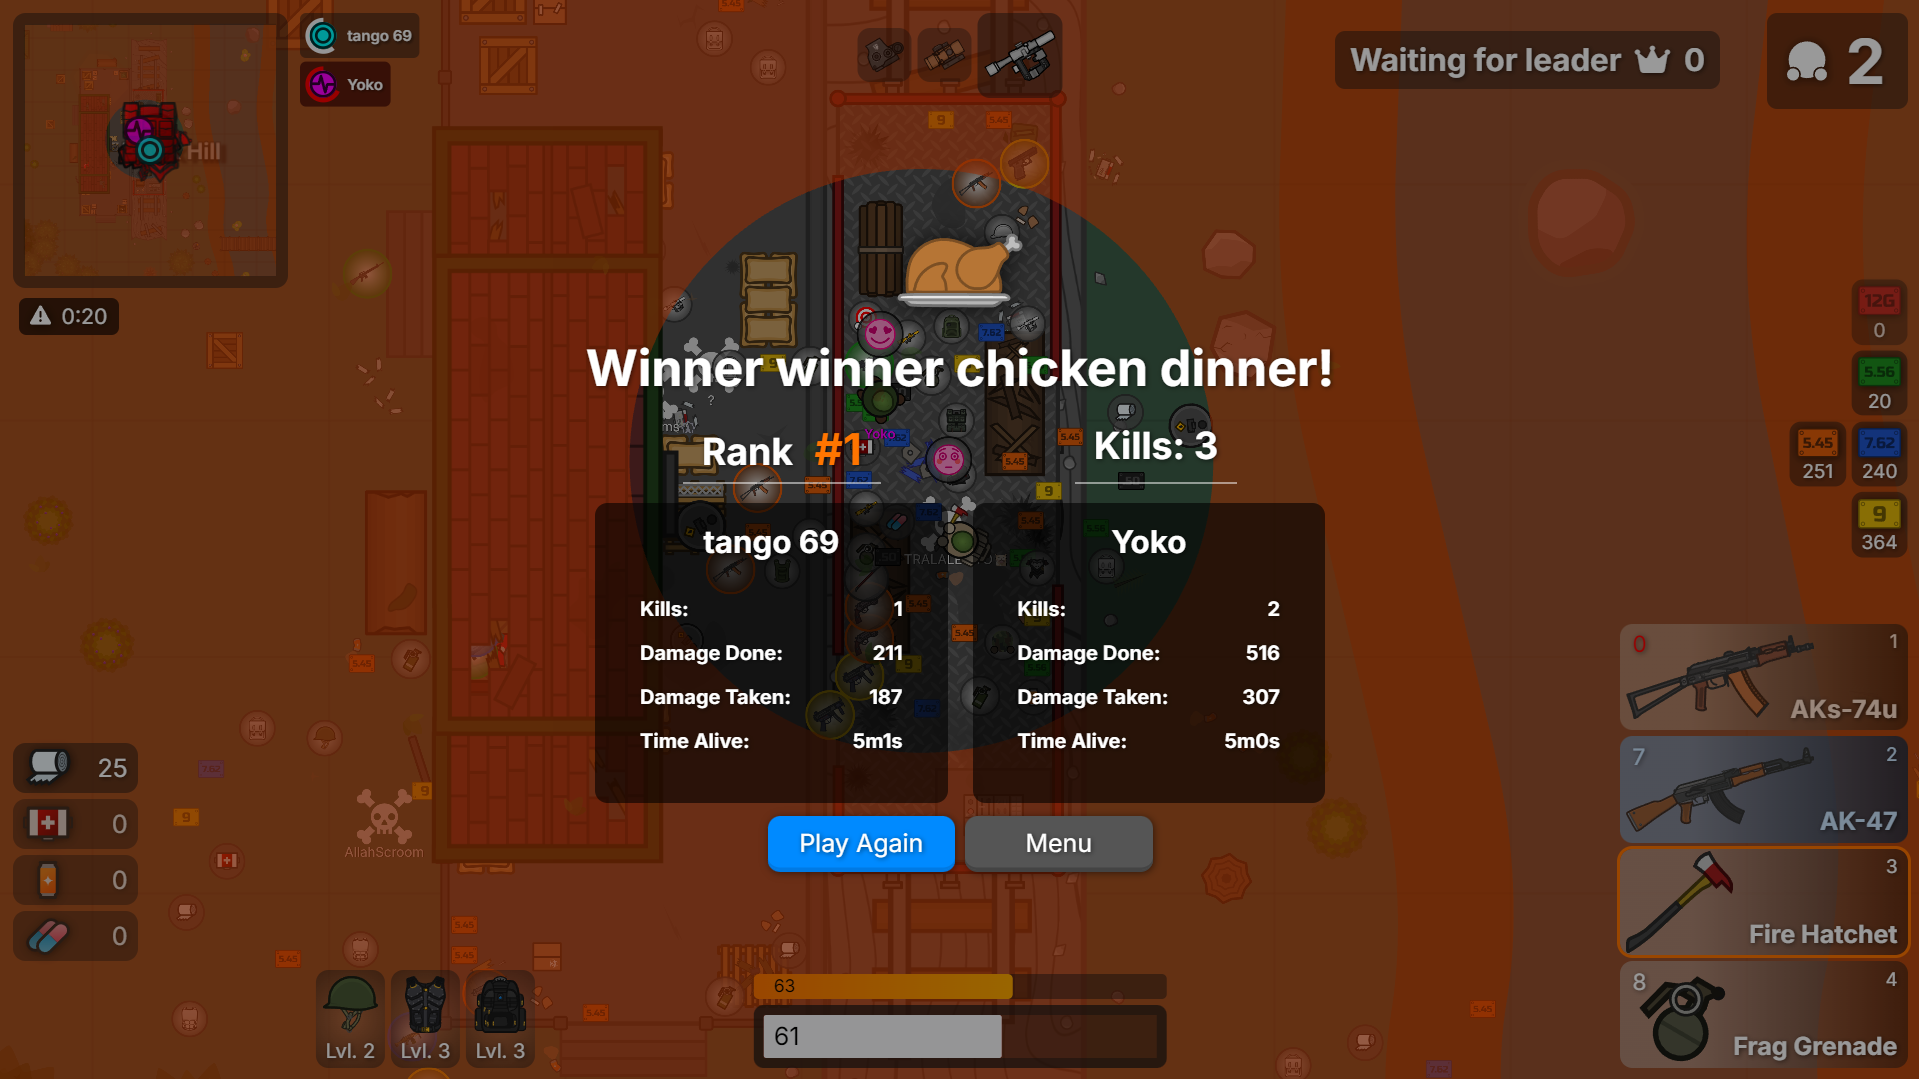 tango 69
Yoko
Hill
0:20
Waiting for leader 0
2
Winner winner chicken dinner!
Rank #1
Kills: 3
tango 69
Kills: 1
Damage Done: 211
Damage Taken: 187
Time Alive: 5m1s
Yoko
Kills: 2
Damage Done: 516
Damage Taken: 307
Time Alive: 5m0s
Play Again
Menu
12G
0
5.56
20
5.45
251
7.62
240
9
364
0 1
AKs-74u
7 2
AK-47
3
Fire Hatchet
8 4
Frag Grenade
25
0
0
0
AllahScroom
Lvl. 2
Lvl. 3
Lvl. 3
63
61